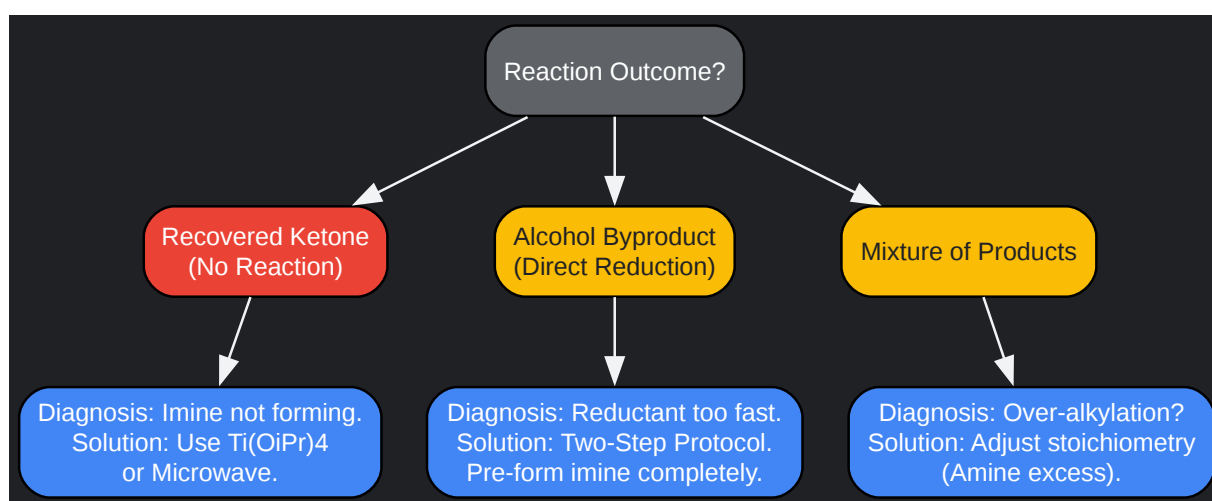 Reaction Outcome?
Recovered Ketone
(No Reaction)
Alcohol Byproduct
(Direct Reduction)
Mixture of Products
Diagnosis: Imine not forming.
Solution: Use Ti(OiPr)4
or Microwave.
Diagnosis: Reductant too fast.
Solution: Two-Step Protocol.
Pre-form imine completely.
Diagnosis: Over-alkylation?
Solution: Adjust stoichiometry
(Amine excess).